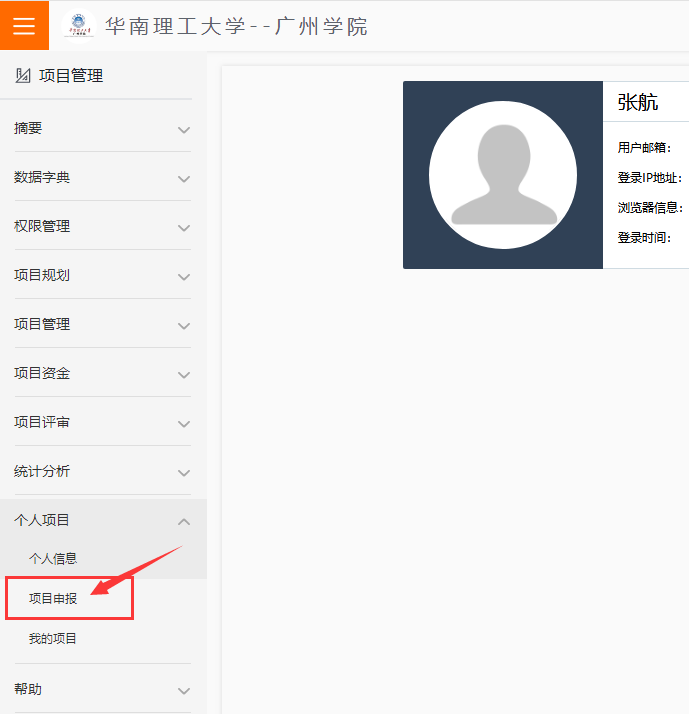 华南理工大学--广州学院
项目管理
摘要
数据字典
权限管理
项目规划
项目管理
项目资金
项目评审
统计分析
个人项目
个人信息
项目申报
我的项目
帮助
张航
用户邮箱：
登录IP地址：
浏览器信息：
登录时间：